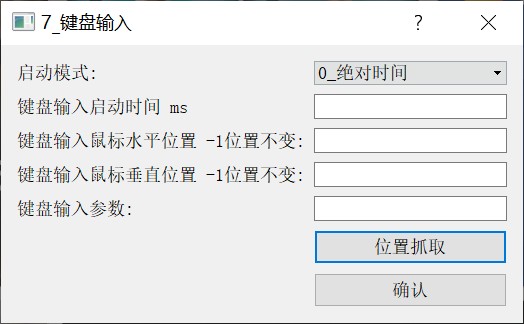 7_键盘输入
启动模式: 0_绝对时间
键盘输入启动时间 ms
键盘输入鼠标水平位置 -1位置不变:
键盘输入鼠标垂直位置 -1位置不变:
键盘输入参数:
位置抓取
确认